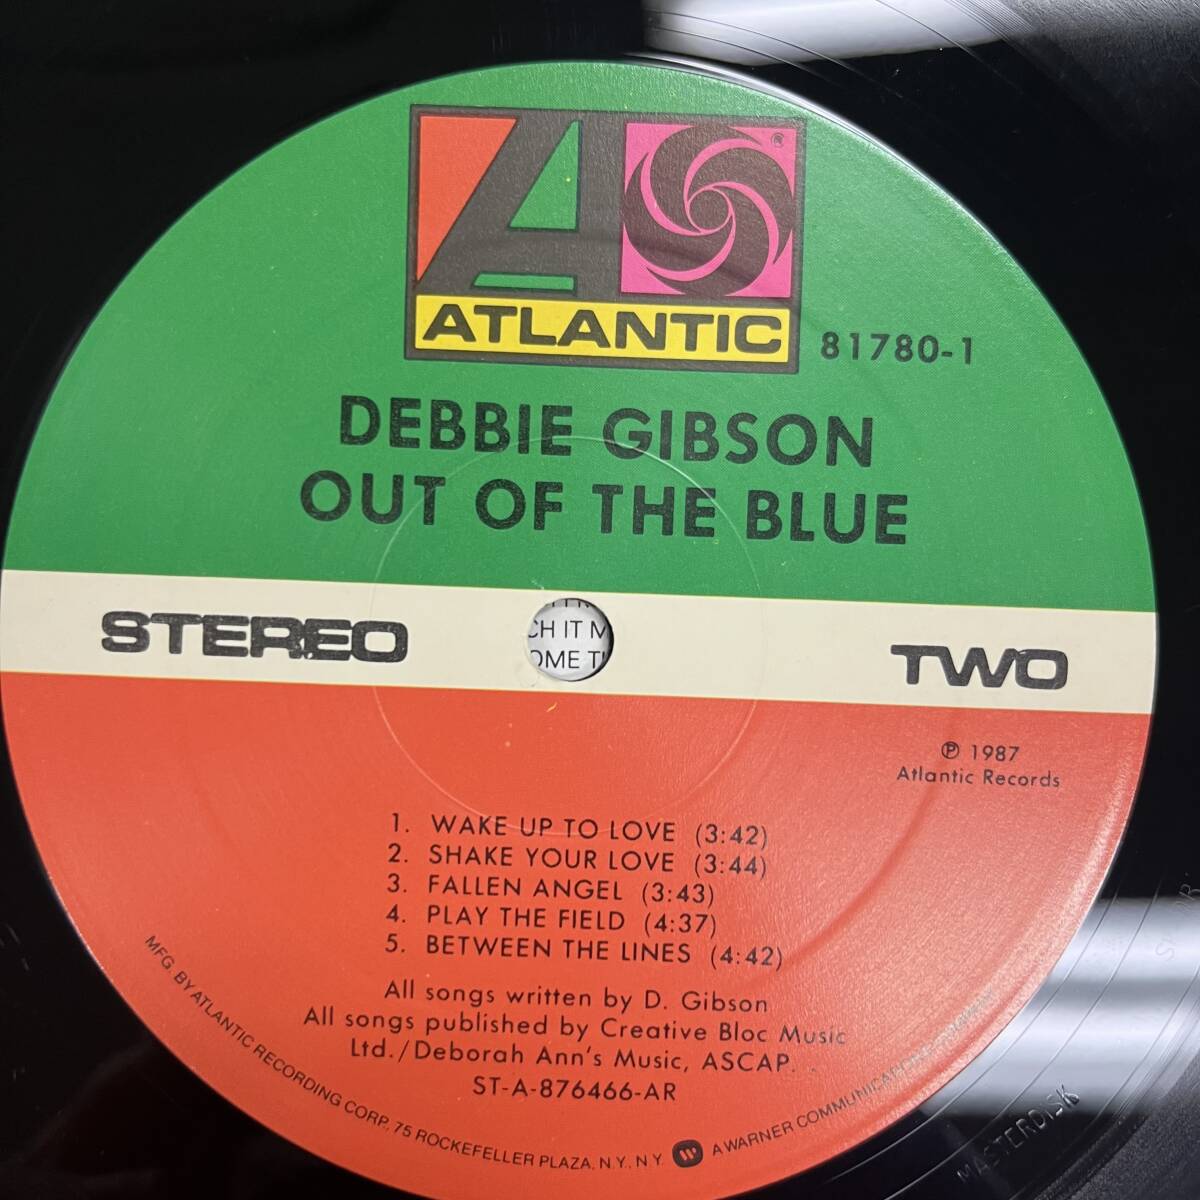 ®
ATLANTIC
81780-1
DEBBIE GIBSON
OUT OF THE BLUE
STEREO
CH IT M
OME
TWO
℗ 1987
Atlantic Records
1. WAKE UP TO LOVE (3:42)
2. SHAKE YOUR LOVE (3:44)
3. FALLEN ANGEL (3:43)
4. PLAY THE FIELD (4:37)
5. BETWEEN THE LINES (4:42)
All songs written by D. Gibson
All songs published by Creative Bloc Music
Ltd./Deborah Ann's Music, ASCAP.
ST-A-876466-AR
MFG. BY ATLANTIC RECORDING CORP., 75 ROCKEFELLER PLAZA, N.Y., N.Y. A WARNER COMMUNICATIONS
MASTERDISK